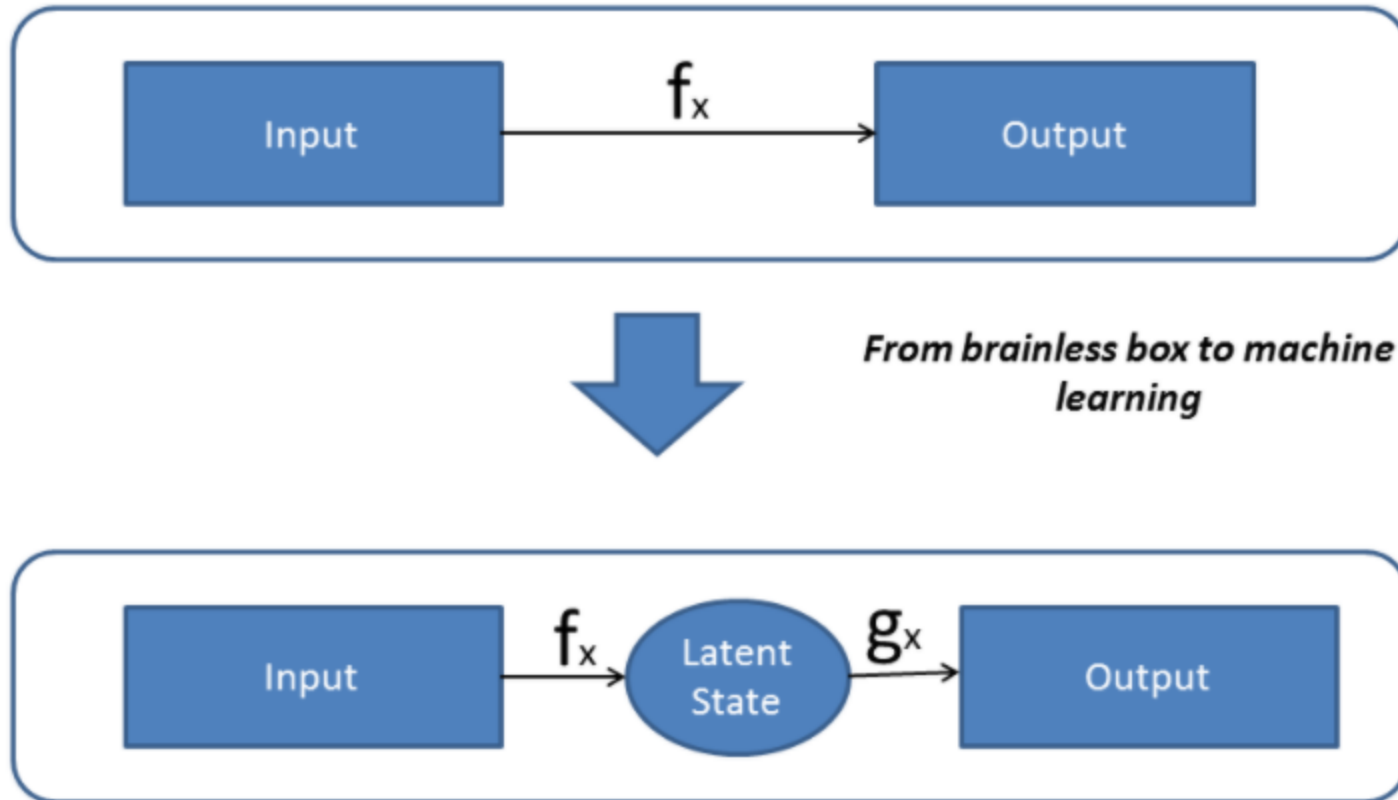 Input
fx
Output
From brainless box to machine
learning
Input
fx
Latent
State
gx
Output